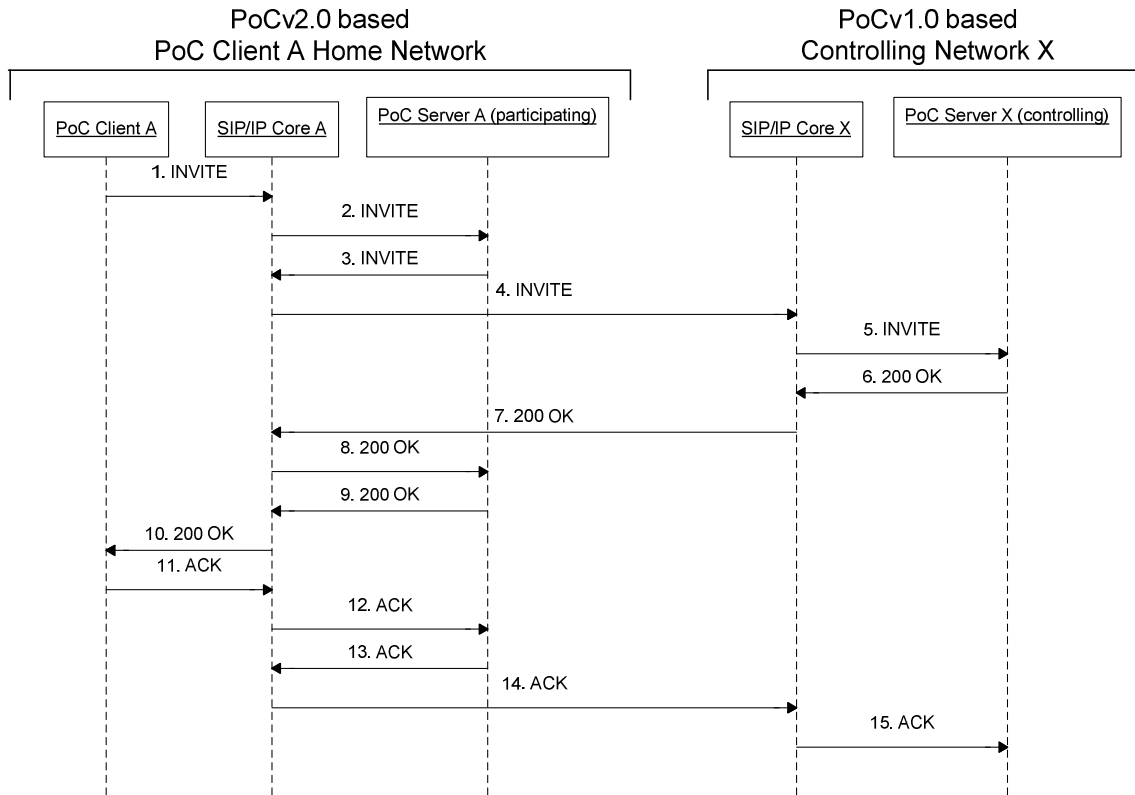 PoCv2.0 based
PoC Client A Home Network
PoCv1.0 based
Controlling Network X
PoC Client A
SIP/IP Core A
PoC Server A (participating)
SIP/IP Core X
PoC Server X (controlling)
1. INVITE
2. INVITE
3. INVITE
4. INVITE
5. INVITE
6. 200 OK
7. 200 OK
8. 200 OK
9. 200 OK
10. 200 OK
11. ACK
12. ACK
13. ACK
14. ACK
15. ACK